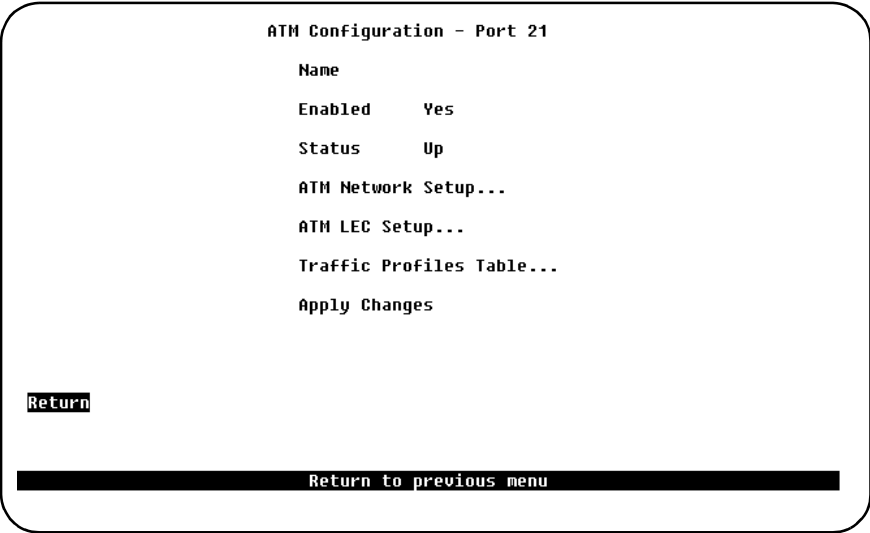 ATM Configuration - Port 21
Name
Enabled Yes
Status Up
ATM Network Setup...
ATM LEC Setup...
Traffic Profiles Table...
Apply Changes
Return
Return to previous menu